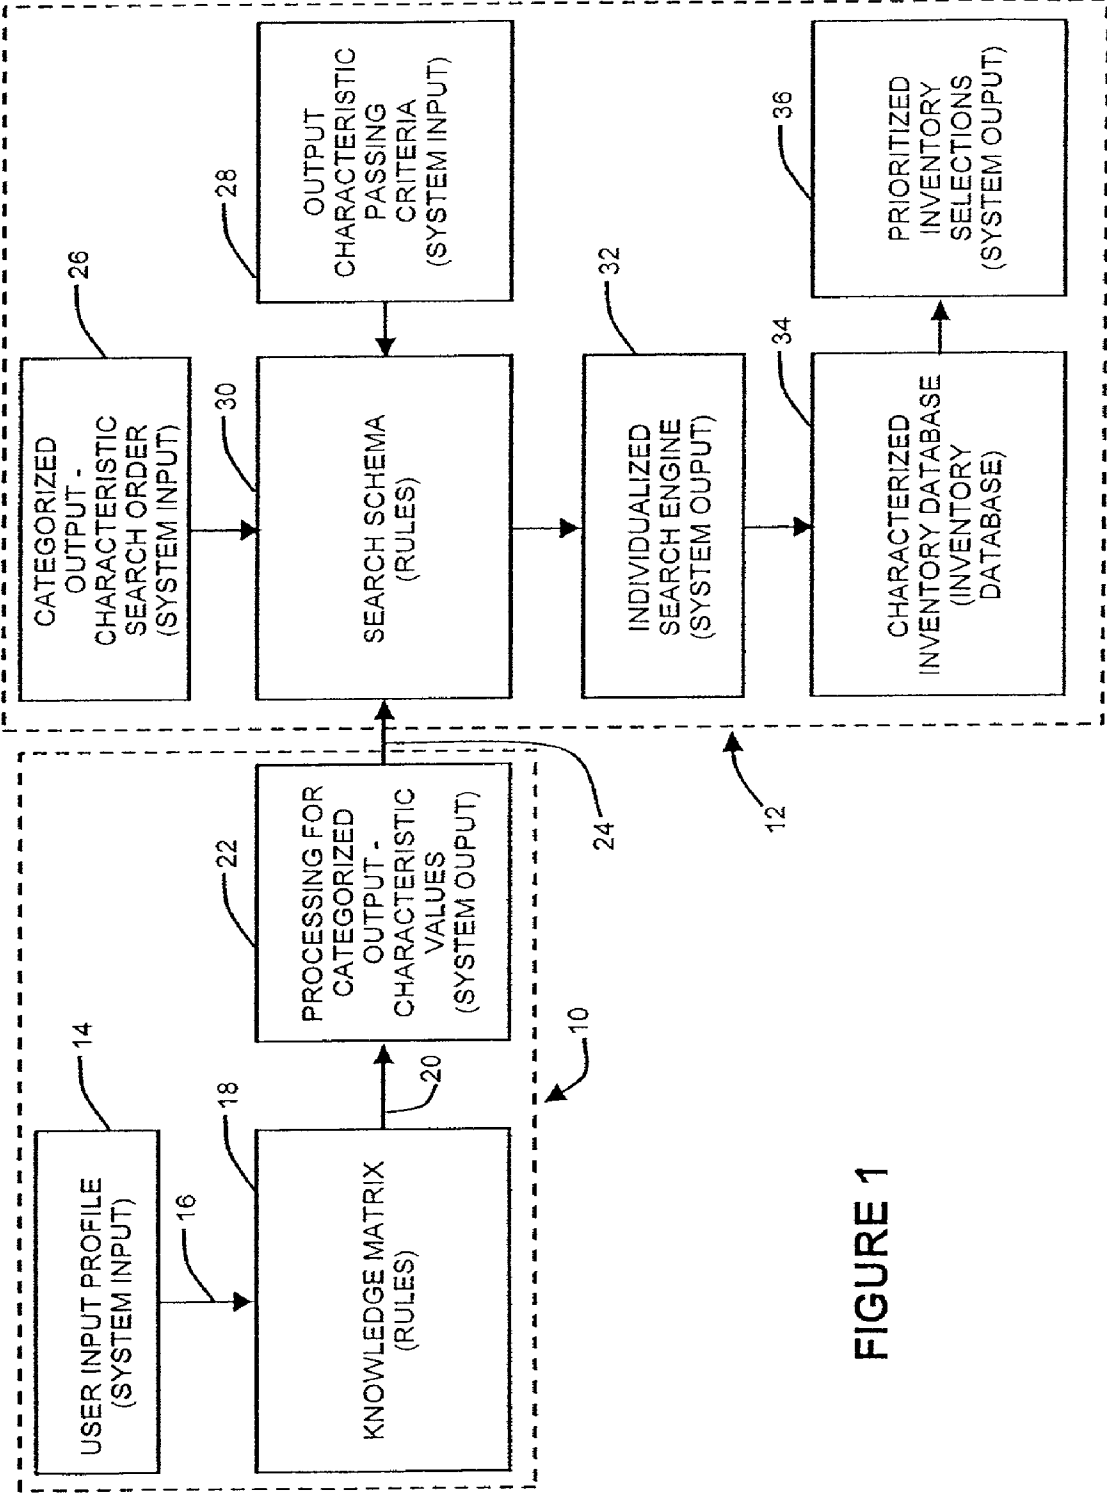 USER INPUT PROFILE
(SYSTEM INPUT)
14
16
KNOWLEDGE MATRIX
(RULES)
18
20
PROCESSING FOR
CATEGORIZED
OUTPUT -
CHARACTERISTIC
VALUES
(SYSTEM OUPUT)
22
10
24
CATEGORIZED
OUTPUT -
CHARACTERISTIC
SEARCH ORDER
(SYSTEM INPUT)
26
SEARCH SCHEMA
(RULES)
30
OUTPUT
CHARACTERISTIC
PASSING
CRITERIA
(SYSTEM INPUT)
28
INDIVIDUALIZED
SEARCH ENGINE
(SYSTEM OUPUT)
32
12
CHARACTERIZED
INVENTORY DATABASE
(INVENTORY
DATABASE)
34
PRIORITIZED
INVENTORY
SELECTIONS
(SYSTEM OUPUT)
36
FIGURE 1